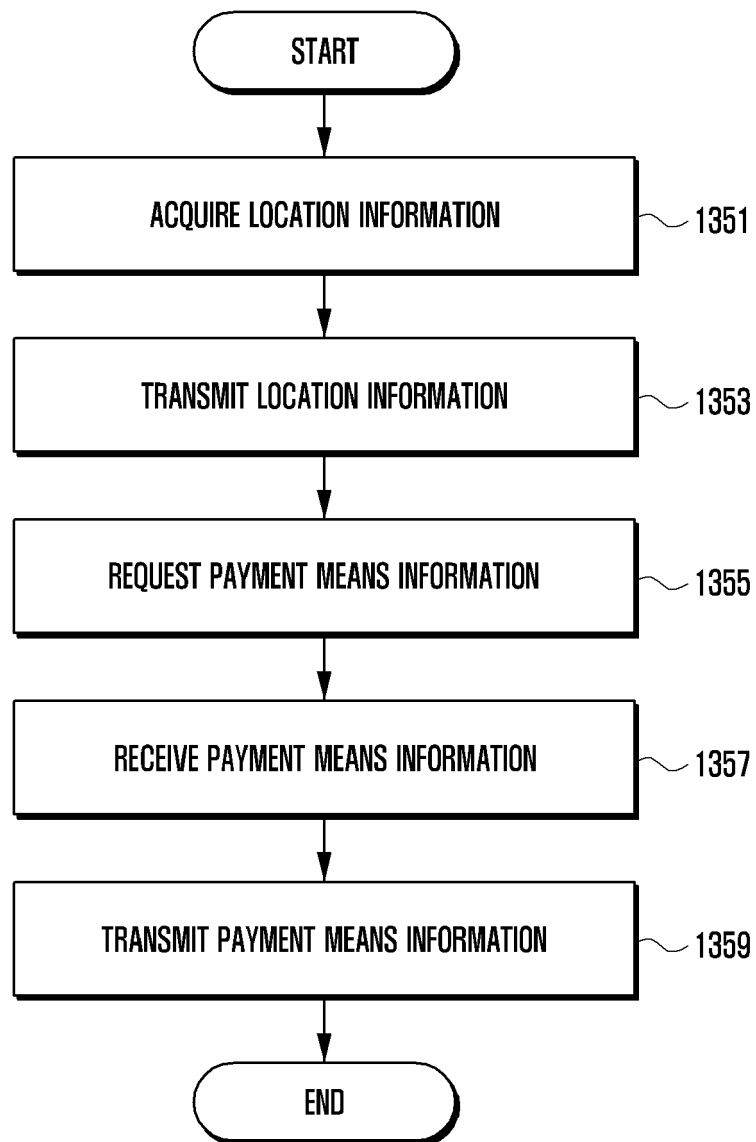 START
ACQUIRE LOCATION INFORMATION
1351
TRANSMIT LOCATION INFORMATION
1353
REQUEST PAYMENT MEANS INFORMATION
1355
RECEIVE PAYMENT MEANS INFORMATION
1357
TRANSMIT PAYMENT MEANS INFORMATION
1359
END